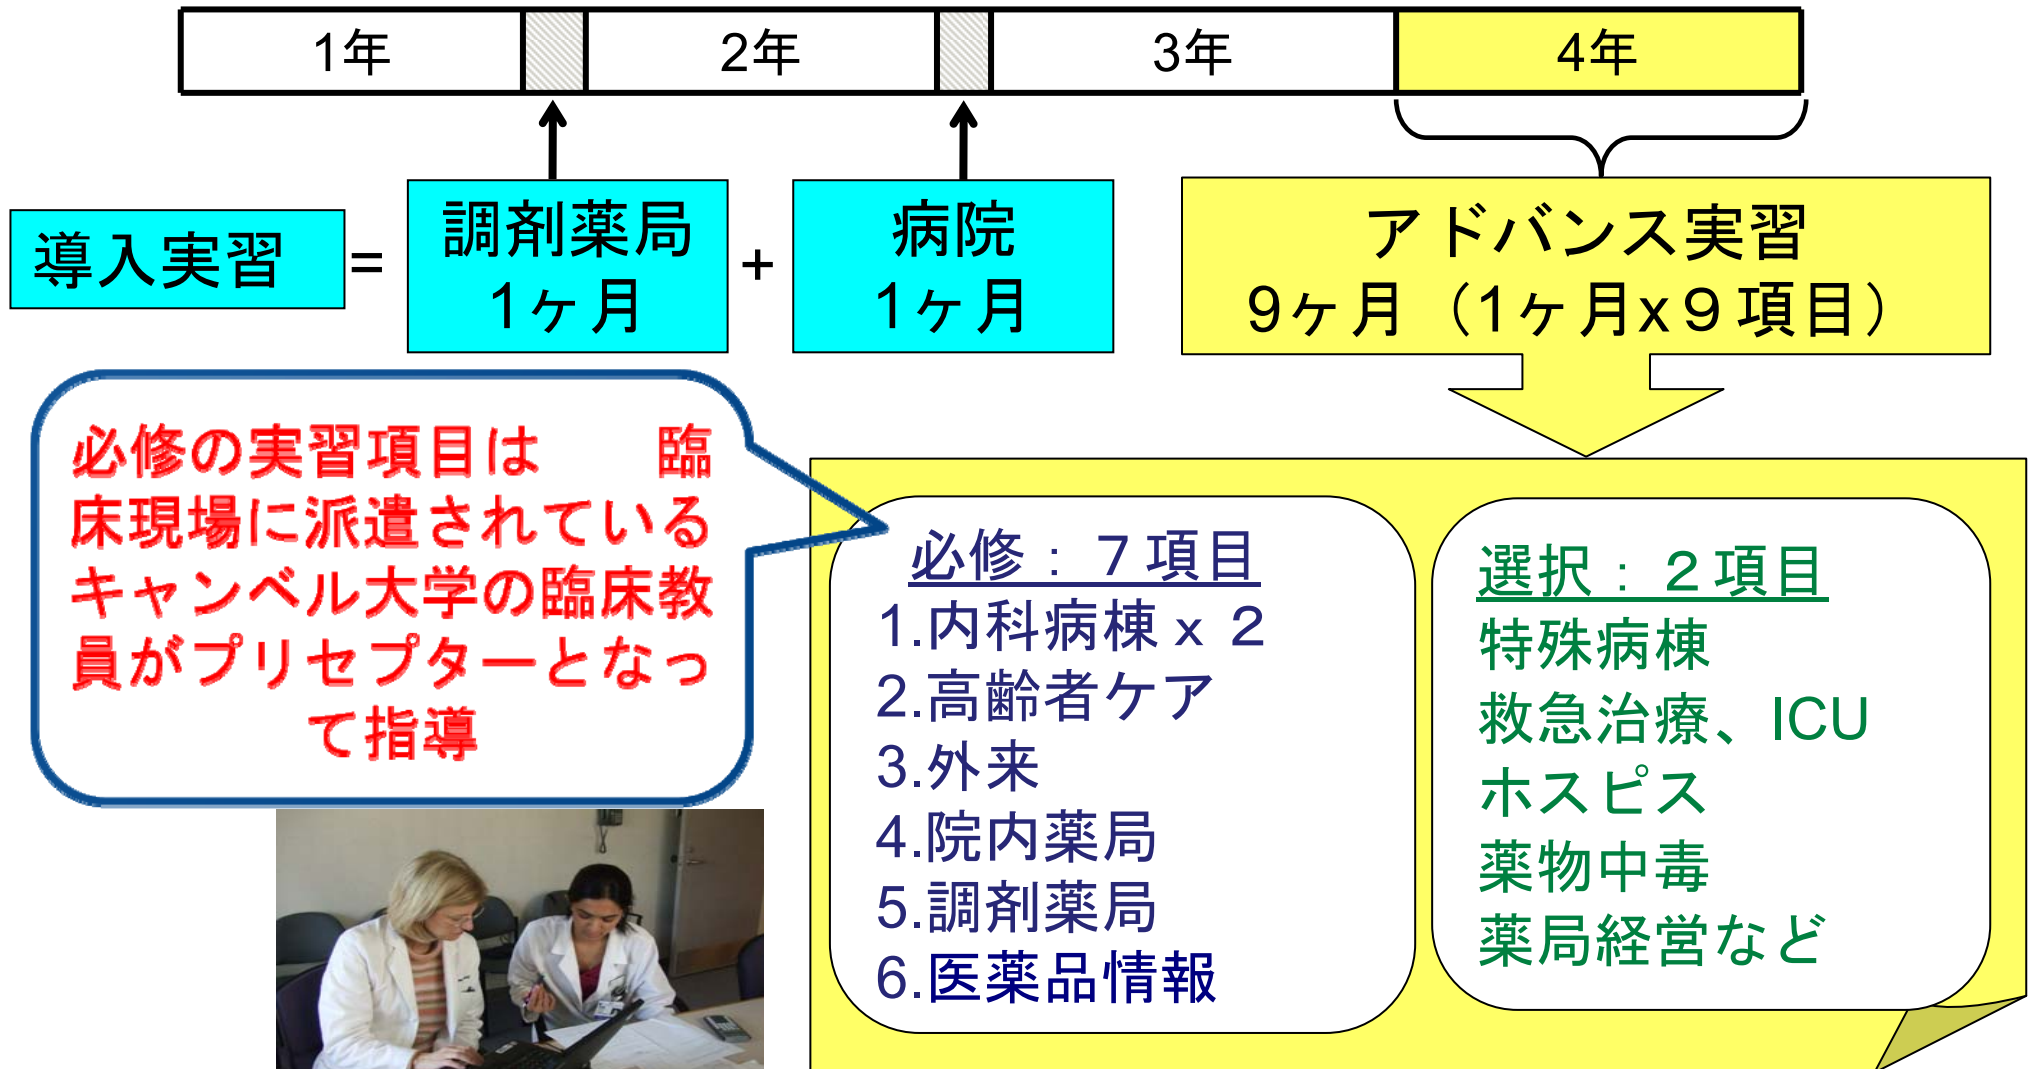 1年
2年
3年
4年
導入実習
=
調剤薬局
1ヶ月
+
病院
1ヶ月
アドバンス実習
9ヶ月（1ヶ月x９項目）
必修の実習項目は　　臨
床現場に派遣されている
キャンベル大学の臨床教
員がプリセプターとなっ
て指導
必修：７項目
1.内科病棟ｘ２
2.高齢者ケア
3.外来
4.院内薬局
5.調剤薬局
6.医薬品情報
選択：２項目
特殊病棟
救急治療、ICU
ホスピス
薬物中毒
薬局経営など